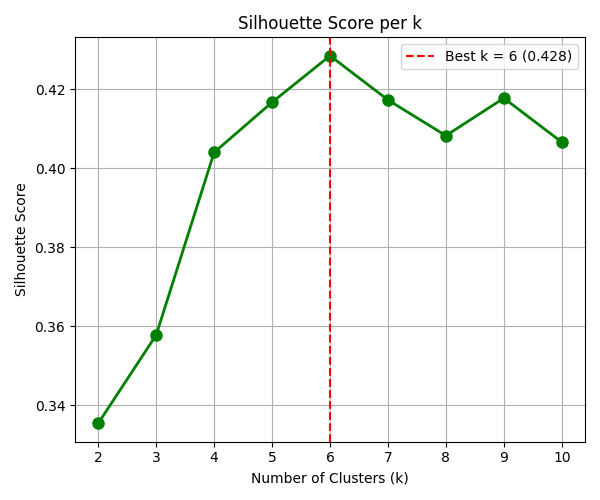 Silhouette Score per k
Best k = 6 (0.428)
Silhouette Score
0.42
0.40
0.38
0.36
0.34
2 3 4 5 6 7 8 9 10
Number of Clusters (k)